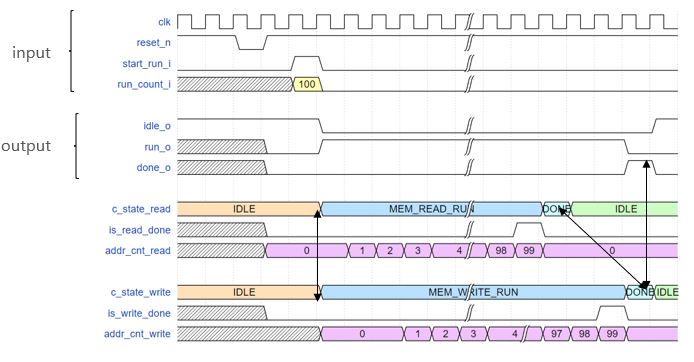 clk
reset_n
input
start_run_i
run_count_i 100
idle_o
output
run_o
done_o
c_state_read IDLE MEM_READ_RUN DONE IDLE
is_read_done
addr_cnt_read 0 1 2 3 4 98 99 0
c_state_write IDLE MEM_WRITE_RUN DONE IDLE
is_write_done
addr_cnt_write 0 1 2 3 4 97 98 99